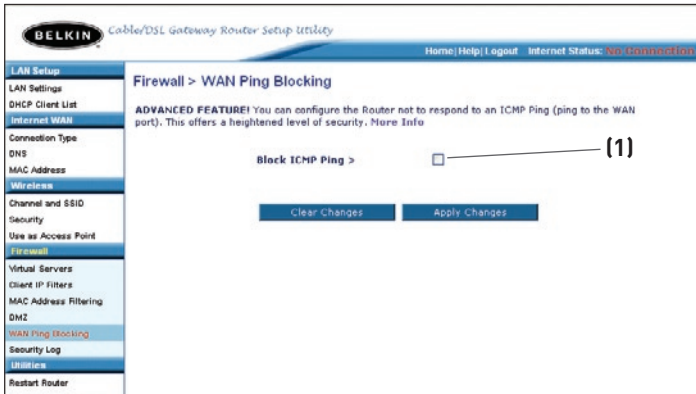 BELKIN
Cable/DSL Gateway Router Setup Utility
Home|Help|Logout Internet Status: No Connection
LAN Setup
LAN Settings
DHCP Client List
Internet WAN
Connection Type
DNS
MAC Address
Wireless
Channel and SSID
Security
Use as Access Point
Firewall
Virtual Servers
Client IP Filters
MAC Address Filtering
DMZ
WAN Ping Blocking
Security Log
Utilities
Restart Router
Firewall > WAN Ping Blocking
ADVANCED FEATURE! You can configure the Router not to respond to an ICMP Ping (ping to the WAN
port). This offers a heightened level of security. More Info
Block ICMP Ping >
(1)
Clear Changes
Apply Changes